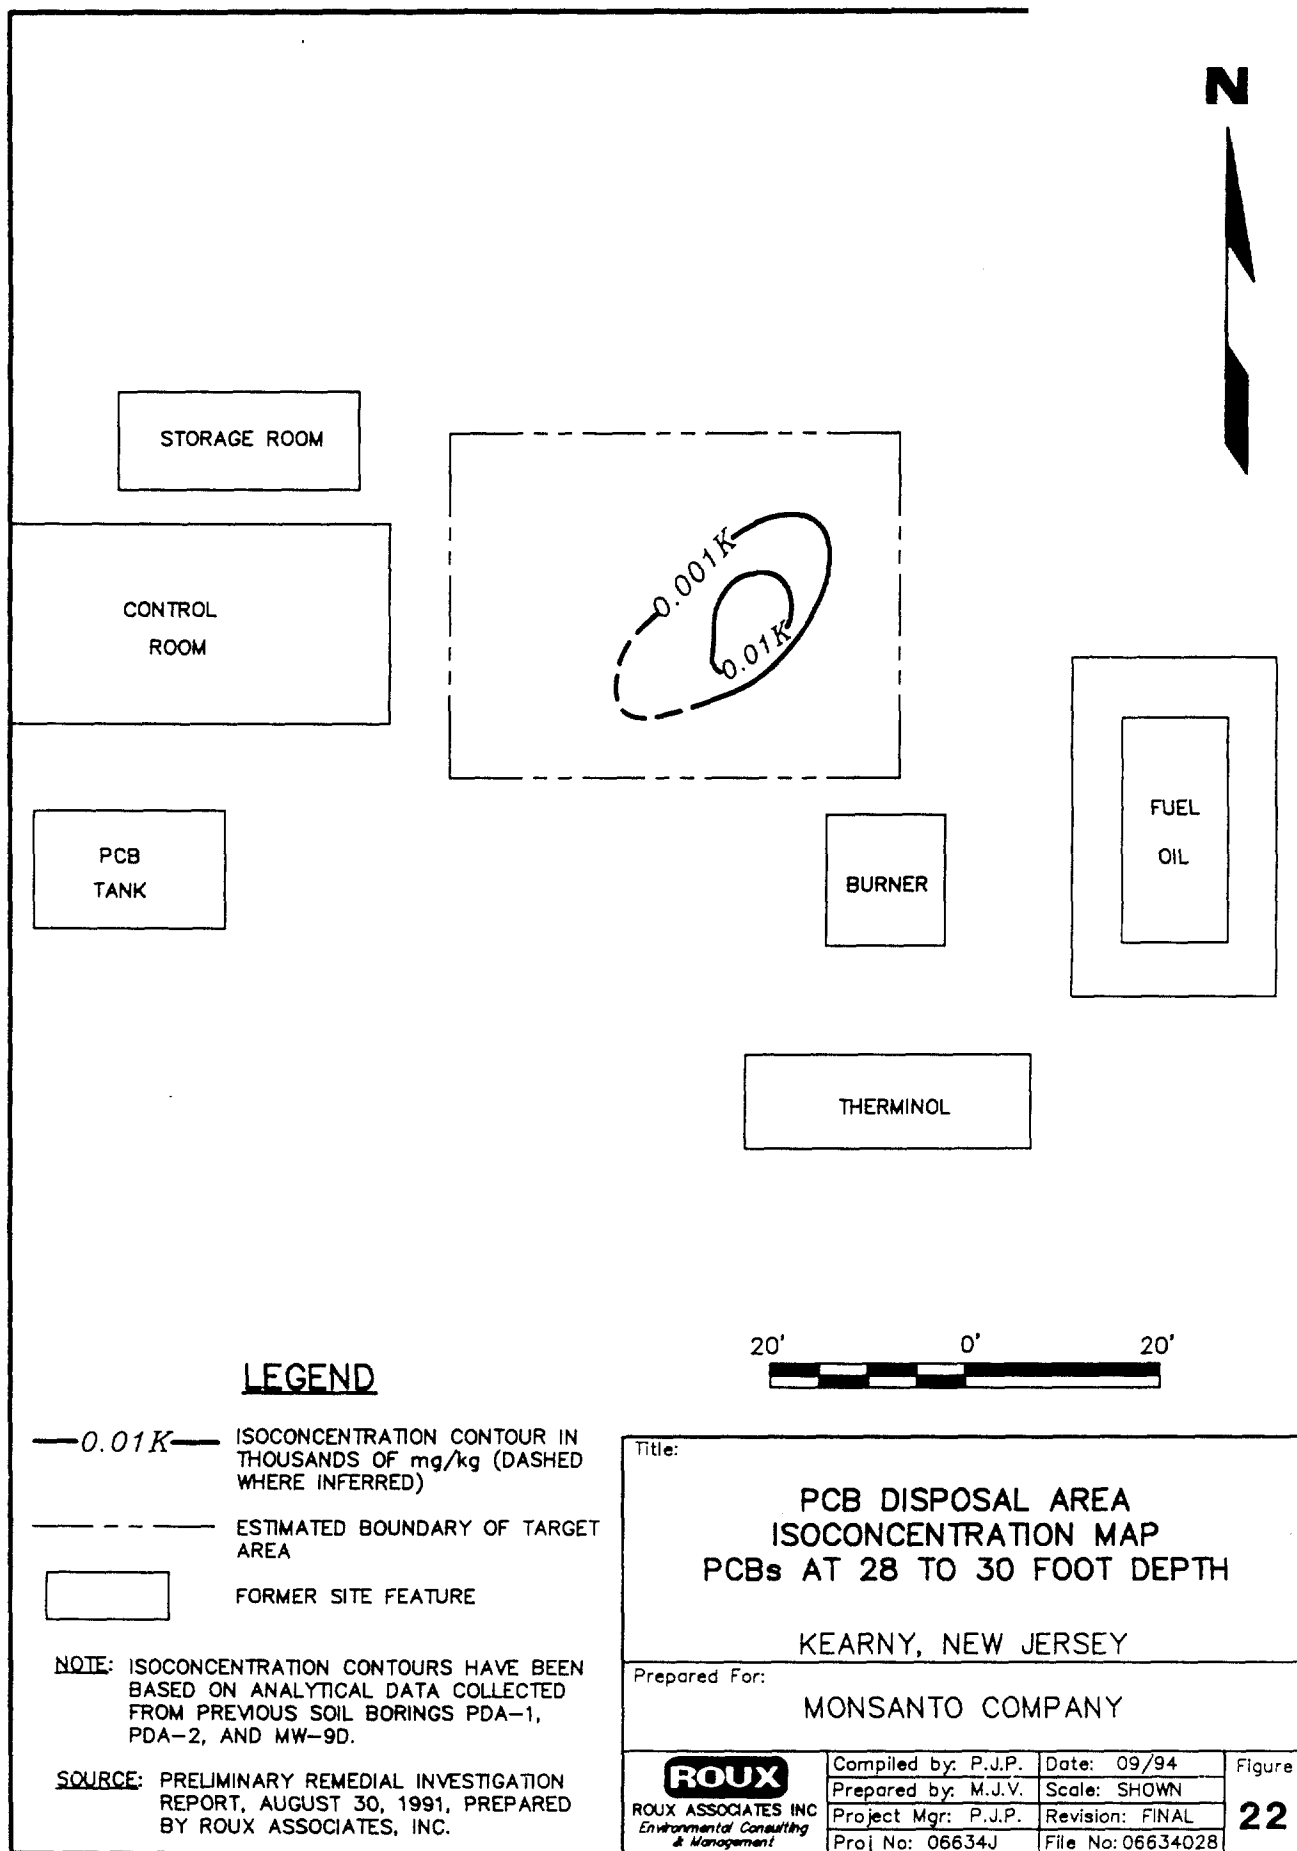 N
STORAGE ROOM
CONTROL
ROOM
0.001K
0.01K
PCB
TANK
BURNER
FUEL
OIL
THERMINOL
20' 0' 20'
LEGEND
0.01K
ISOCONCENTRATION CONTOUR IN
THOUSANDS OF mg/kg (DASHED
WHERE INFERRED)
ESTIMATED BOUNDARY OF TARGET
AREA
FORMER SITE FEATURE
NOTE: ISOCONCENTRATION CONTOURS HAVE BEEN
BASED ON ANALYTICAL DATA COLLECTED
FROM PREVIOUS SOIL BORINGS PDA-1,
PDA-2, AND MW-9D.
SOURCE: PRELIMINARY REMEDIAL INVESTIGATION
REPORT, AUGUST 30, 1991, PREPARED
BY ROUX ASSOCIATES, INC.
Title:
PCB DISPOSAL AREA
ISOCONCENTRATION MAP
PCBs AT 28 TO 30 FOOT DEPTH
KEARNY, NEW JERSEY
Prepared For:
MONSANTO COMPANY
ROUX
ROUX ASSOCIATES INC
Environmental Consulting
& Management
Compiled by: P.J.P. Date: 09/94
Prepared by: M.J.V. Scale: SHOWN
Project Mgr: P.J.P. Revision: FINAL
Proj No: 06634J File No: 06634028
Figure
22